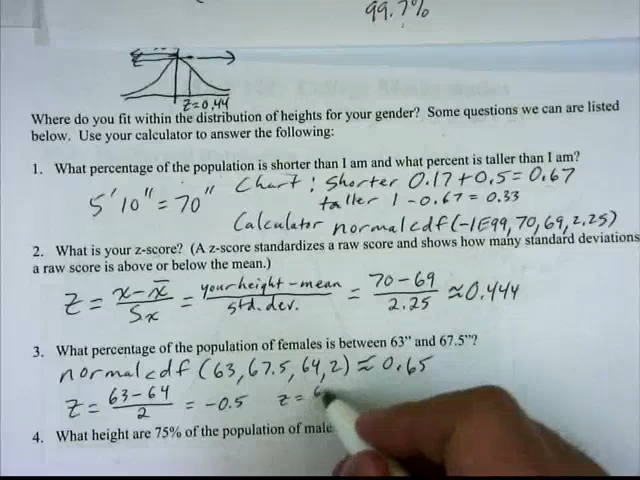 99.7%
z=0.44
Where do you fit within the distribution of heights for your gender? Some questions we can are listed
below. Use your calculator to answer the following:
1. What percentage of the population is shorter than I am and what percent is taller than I am?
Chart: Shorter 0.17+0.5=0.67
5'10"=70"
taller 1-0.67=0.33
Calculator normalcdf(-1E99,70,69,2.25)
2. What is your z-score? (A z-score standardizes a raw score and shows how many standard deviations
a raw score is above or below the mean.)
z = (x-x̄)/Sx = (your height-mean)/(std.dev.) = (70-69)/2.25 ≈ 0.444
3. What percentage of the population of females is between 63" and 67.5"?
normalcdf(63,67.5,64,2) ≈ 0.65
z = (63-64)/2 = -0.5 z = 6
4. What height are 75% of the population of male